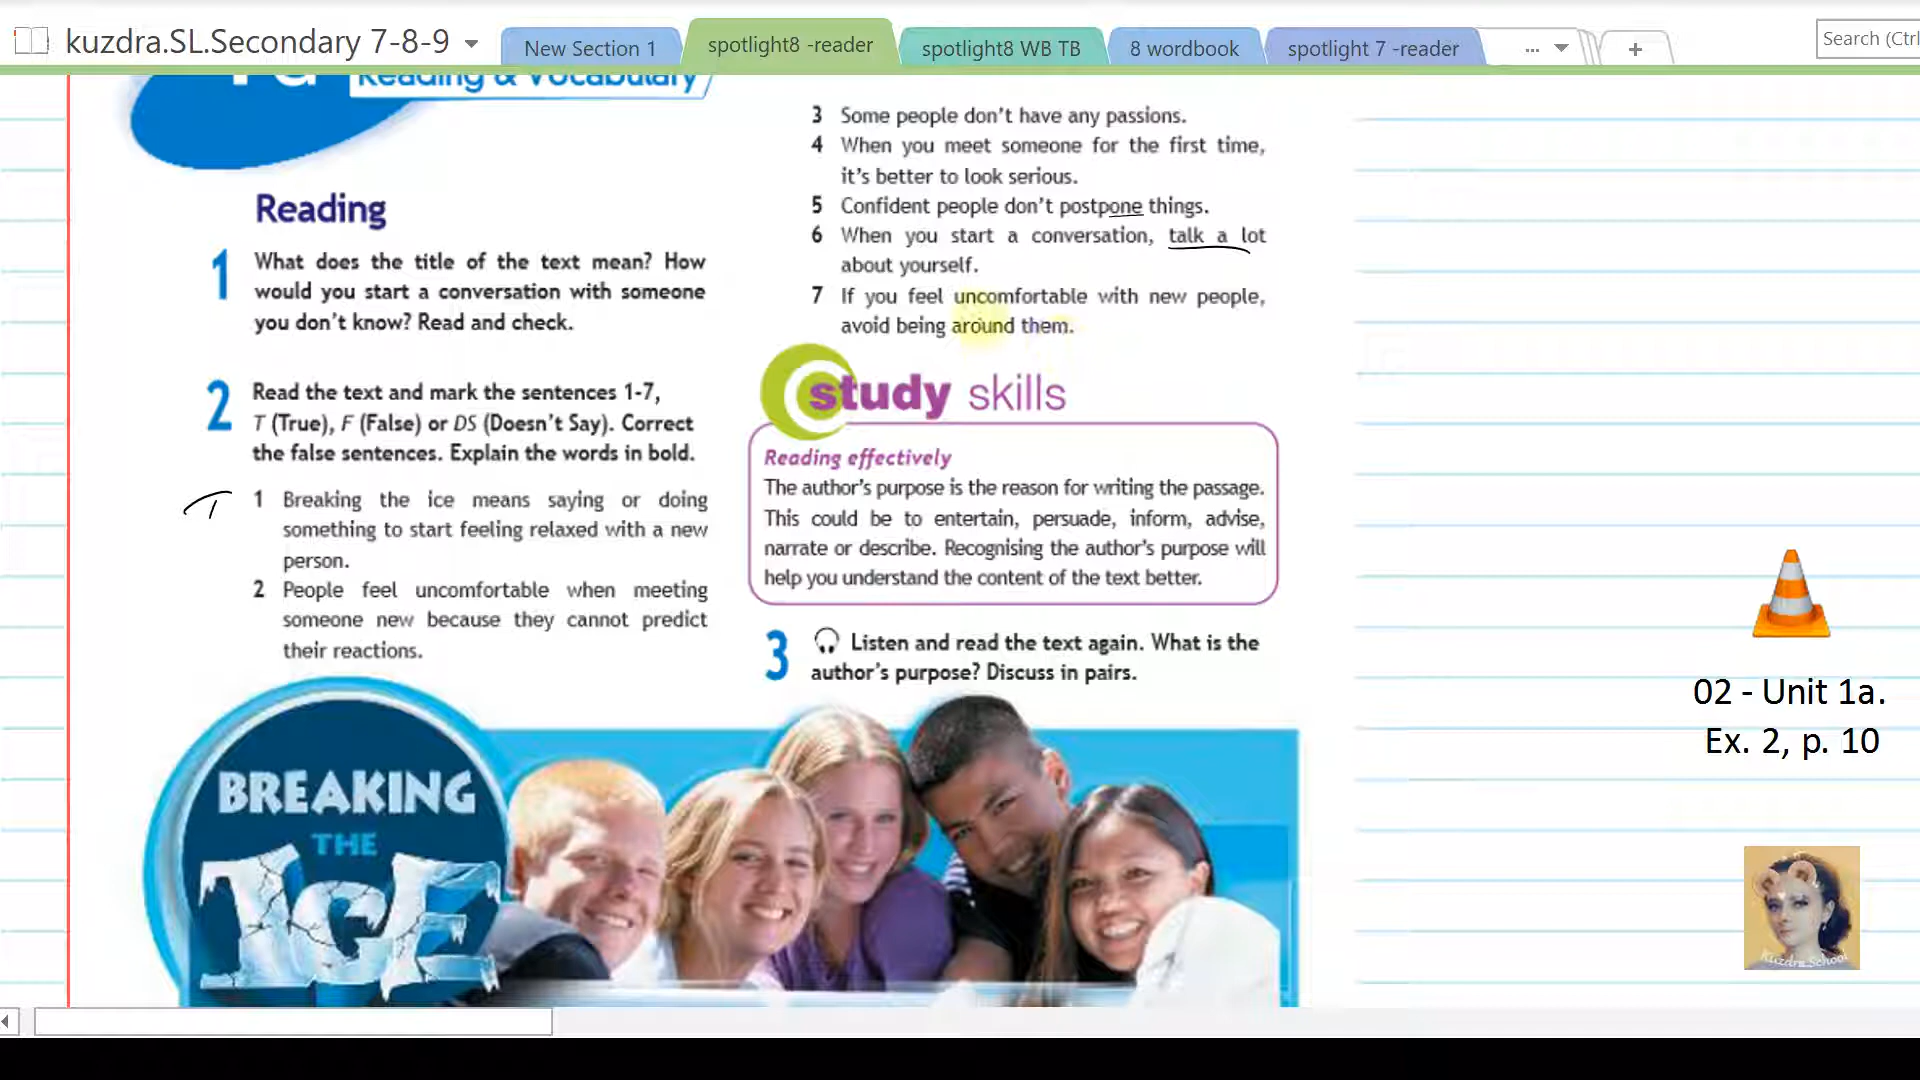 kuzdra.SL.Secondary 7-8-9
New Section 1
spotlight8 -reader
spotlight8 WB TB
8 wordbook
spotlight 7 -reader
...
+
Search (Ctrl
Reading & Vocabulary
Reading
1 What does the title of the text mean? How
would you start a conversation with someone
you don't know? Read and check.
2 Read the text and mark the sentences 1-7,
T (True), F (False) or DS (Doesn't Say). Correct
the false sentences. Explain the words in bold.
T 1 Breaking the ice means saying or doing
something to start feeling relaxed with a new
person.
2 People feel uncomfortable when meeting
someone new because they cannot predict
their reactions.
3 Some people don't have any passions.
4 When you meet someone for the first time,
it's better to look serious.
5 Confident people don't postpone things.
6 When you start a conversation, talk a lot
about yourself.
7 If you feel uncomfortable with new people,
avoid being around them.
study skills
Reading effectively
The author's purpose is the reason for writing the passage.
This could be to entertain, persuade, inform, advise,
narrate or describe. Recognising the author's purpose will
help you understand the content of the text better.
3 Listen and read the text again. What is the
author's purpose? Discuss in pairs.
BREAKING
THE
ICE
02 - Unit 1a.
Ex. 2, p. 10
Kuzdra.School